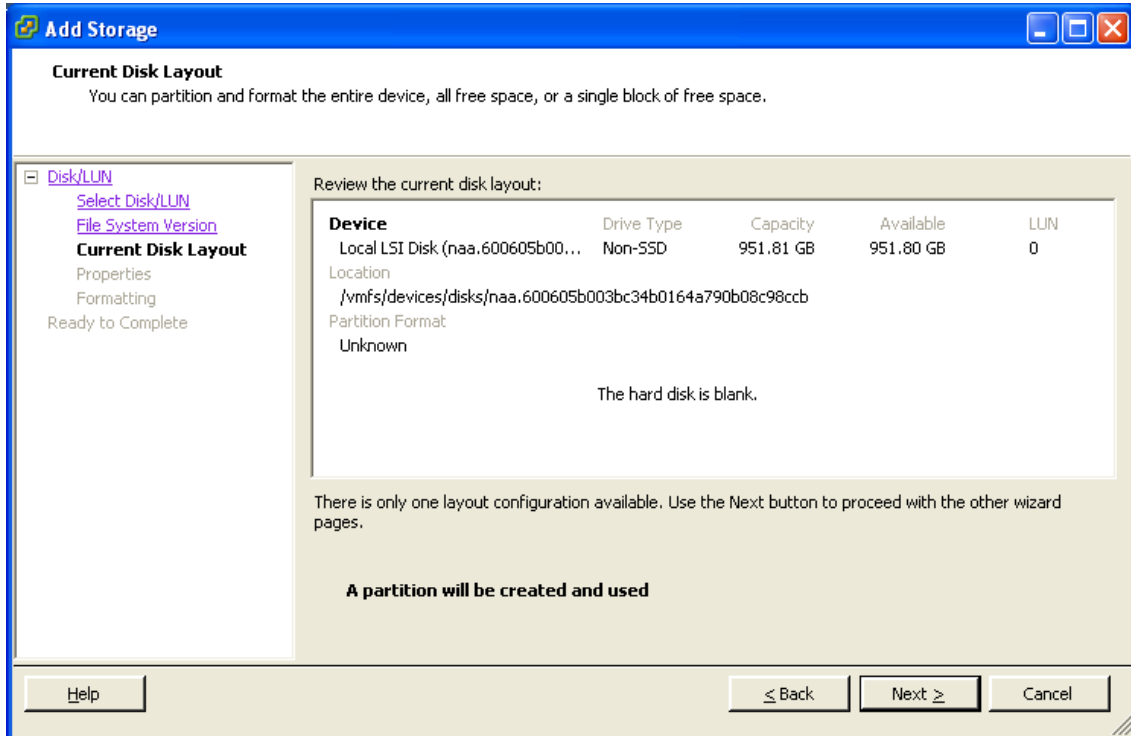 Add Storage
Current Disk Layout
You can partition and format the entire device, all free space, or a single block of free space.
Disk/LUN
Select Disk/LUN
File System Version
Current Disk Layout
Properties
Formatting
Ready to Complete
Review the current disk layout:
Device Drive Type Capacity Available LUN
Local LSI Disk (naa.600605b00... Non-SSD 951.81 GB 951.80 GB 0
Location
/vmfs/devices/disks/naa.600605b003bc34b0164a790b08c98ccb
Partition Format
Unknown
The hard disk is blank.
There is only one layout configuration available. Use the Next button to proceed with the other wizard
pages.
A partition will be created and used
Help < Back Next > Cancel